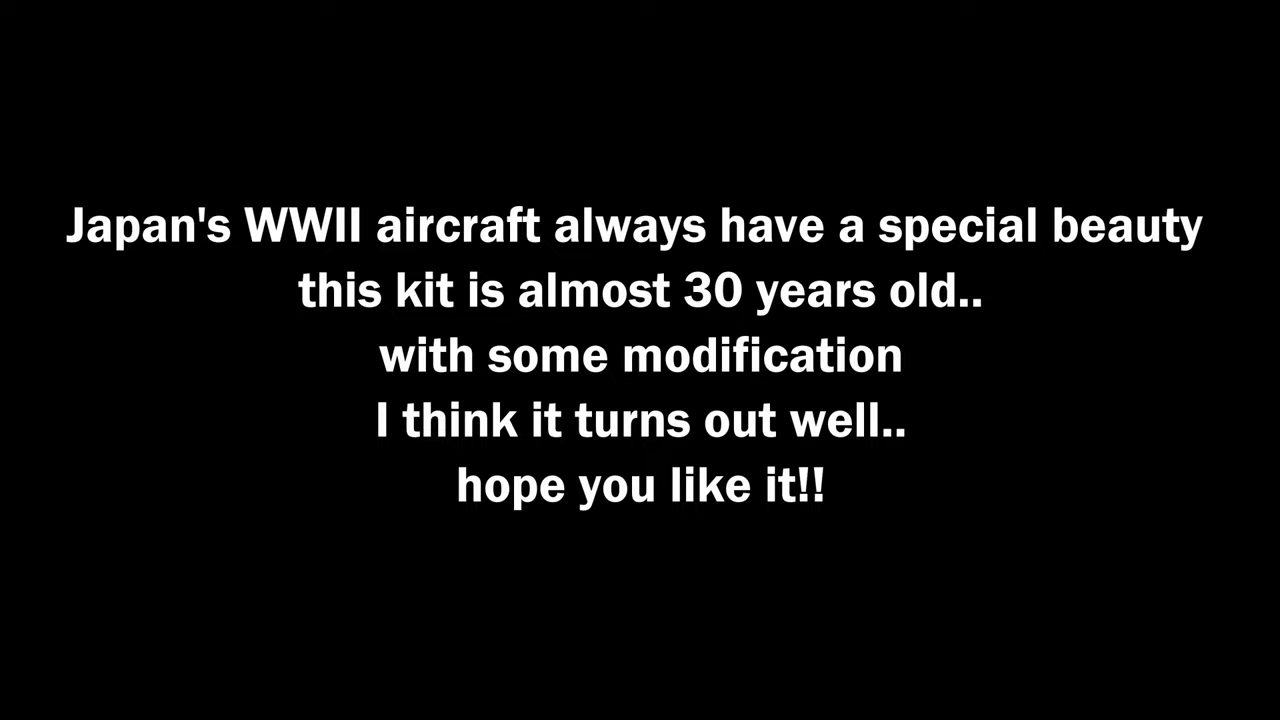 Japan's WWII aircraft always have a special beauty
this kit is almost 30 years old..
with some modification
I think it turns out well..
hope you like it!!